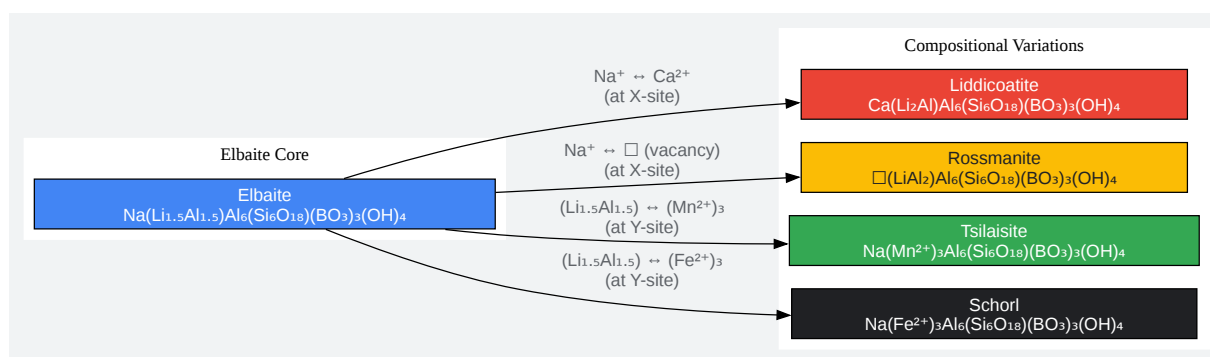 Compositional Variations
Elbaite Core
Elbaite
Na(Li₁.₅Al₁.₅)Al₆(Si₆O₁₈)(BO₃)₃(OH)₄
Na⁺ ↔ Ca²⁺
(at X-site)
Na⁺ ↔ □ (vacancy)
(at X-site)
(Li₁.₅Al₁.₅) ↔ (Mn²⁺)₃
(at Y-site)
(Li₁.₅Al₁.₅) ↔ (Fe²⁺)₃
(at Y-site)
Liddicoatite
Ca(Li₂Al)Al₆(Si₆O₁₈)(BO₃)₃(OH)₄
Rossmanite
□(LiAl₂)Al₆(Si₆O₁₈)(BO₃)₃(OH)₄
Tsilaisite
Na(Mn²⁺)₃Al₆(Si₆O₁₈)(BO₃)₃(OH)₄
Schorl
Na(Fe²⁺)₃Al₆(Si₆O₁₈)(BO₃)₃(OH)₄